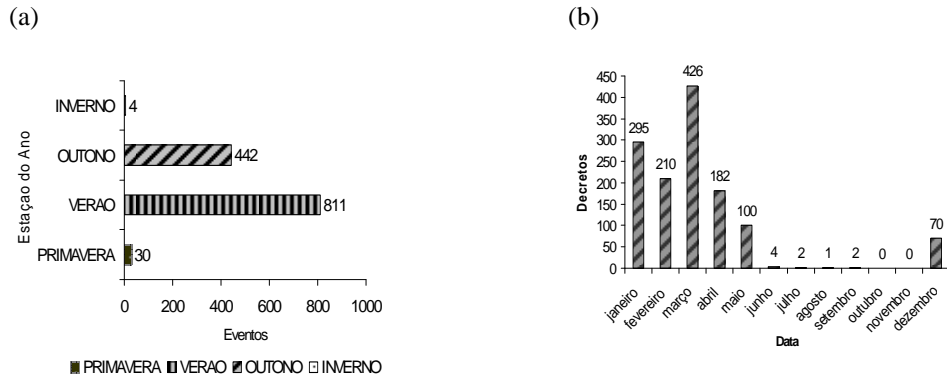 (a)
INVERNO 4
OUTONO 442
VERAO 811
PRIMAVERA 30
Estaçao do Ano
0 200 400 600 800 1000
Eventos
PRIMAVERA VERAO OUTONO INVERNO
(b)
450
400
350
300
250
200
150
100
50
0
Decretos
295 210 426 182 100 4 2 1 2 0 0 70
janeiro fevereiro março abril maio junho julho agosto setembro outubro novembro dezembro
Data